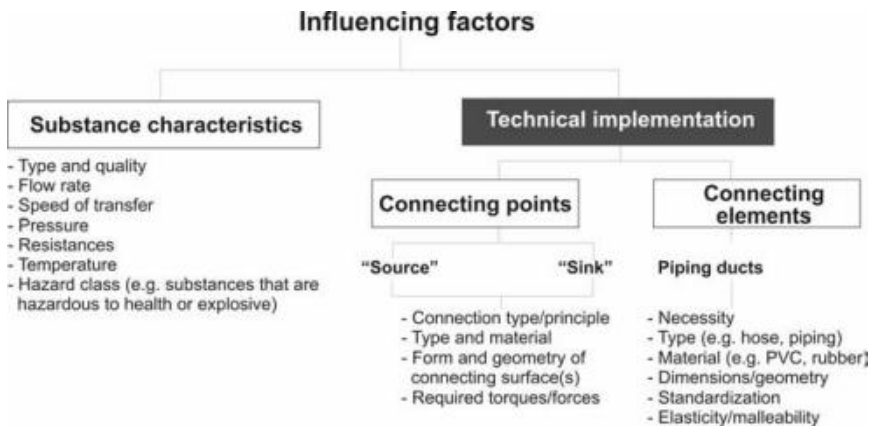 Influencing factors
Substance characteristics
- Type and quality
- Flow rate
- Speed of transfer
- Pressure
- Resistances
- Temperature
- Hazard class (e.g. substances that are
hazardous to health or explosive)
Technical implementation
Connecting points
“Source”
“Sink”
- Connection type/principle
- Type and material
- Form and geometry of
connecting surface(s)
- Required torques/forces
Connecting
elements
Piping ducts
- Necessity
- Type (e.g. hose, piping)
- Material (e.g. PVC, rubber)
- Dimensions/geometry
- Standardization
- Elasticity/malleability